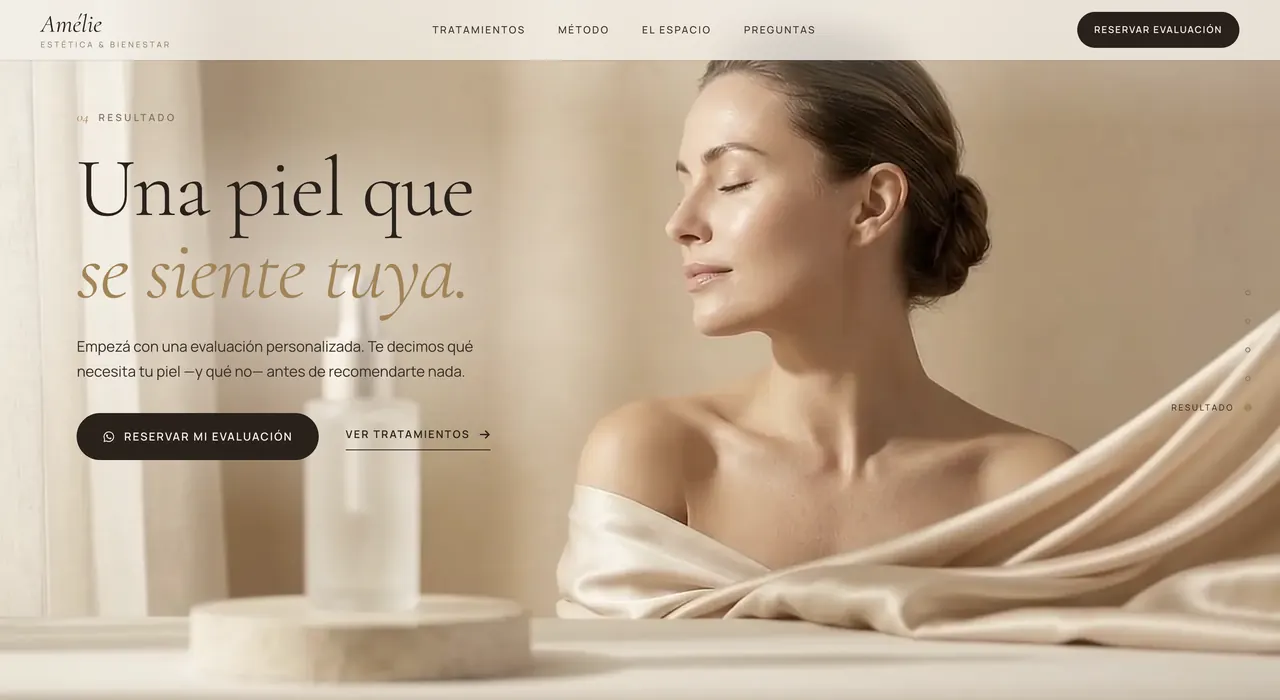 Amélie
ESTÉTICA & BIENESTAR
TRATAMIENTOS
MÉTODO
EL ESPACIO
PREGUNTAS
RESERVAR EVALUACIÓN
04 RESULTADO
Una piel que
se siente tuya.
Empezá con una evaluación personalizada. Te decimos qué
necesita tu piel —y qué no— antes de recomendarte nada.
RESERVAR MI EVALUACIÓN
VER TRATAMIENTOS →
RESULTADO